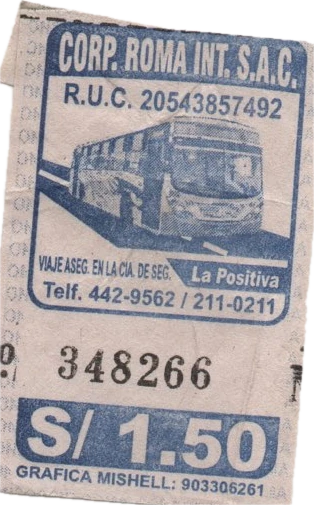 CORP. ROMA INT. S.A.C.
R.U.C. 20543857492
VIAJE ASEG. EN LA CIA. DE SEG. La Positiva
Telf. 442-9562 / 211-0211
348266
S/ 1.50
GRAFICA MISHELL: 903306261